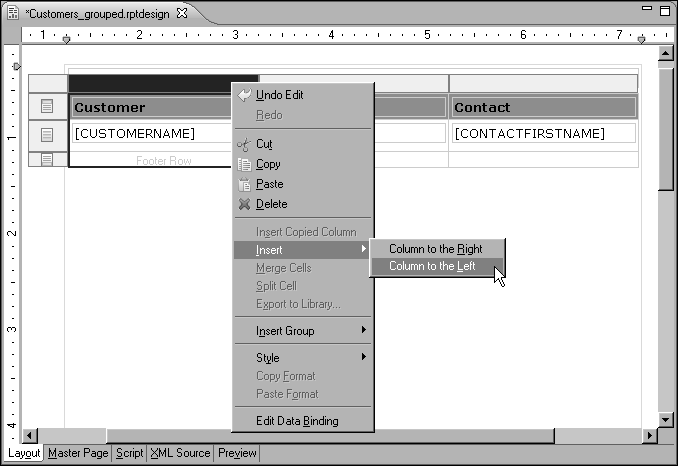 *Customers_grouped.rptdesign
1 2 3 4 5 6 7
Customer Contact
[CUSTOMERNAME] [CONTACTFIRSTNAME]
Footer Row
Undo Edit
Redo
Cut
Copy
Paste
Delete
Insert Copied Column
Insert
Column to the Right
Column to the Left
Merge Cells
Split Cell
Export to Library...
Insert Group
Style
Copy Format
Paste Format
Edit Data Binding
1
2
3
4
Layout Master Page Script XML Source Preview